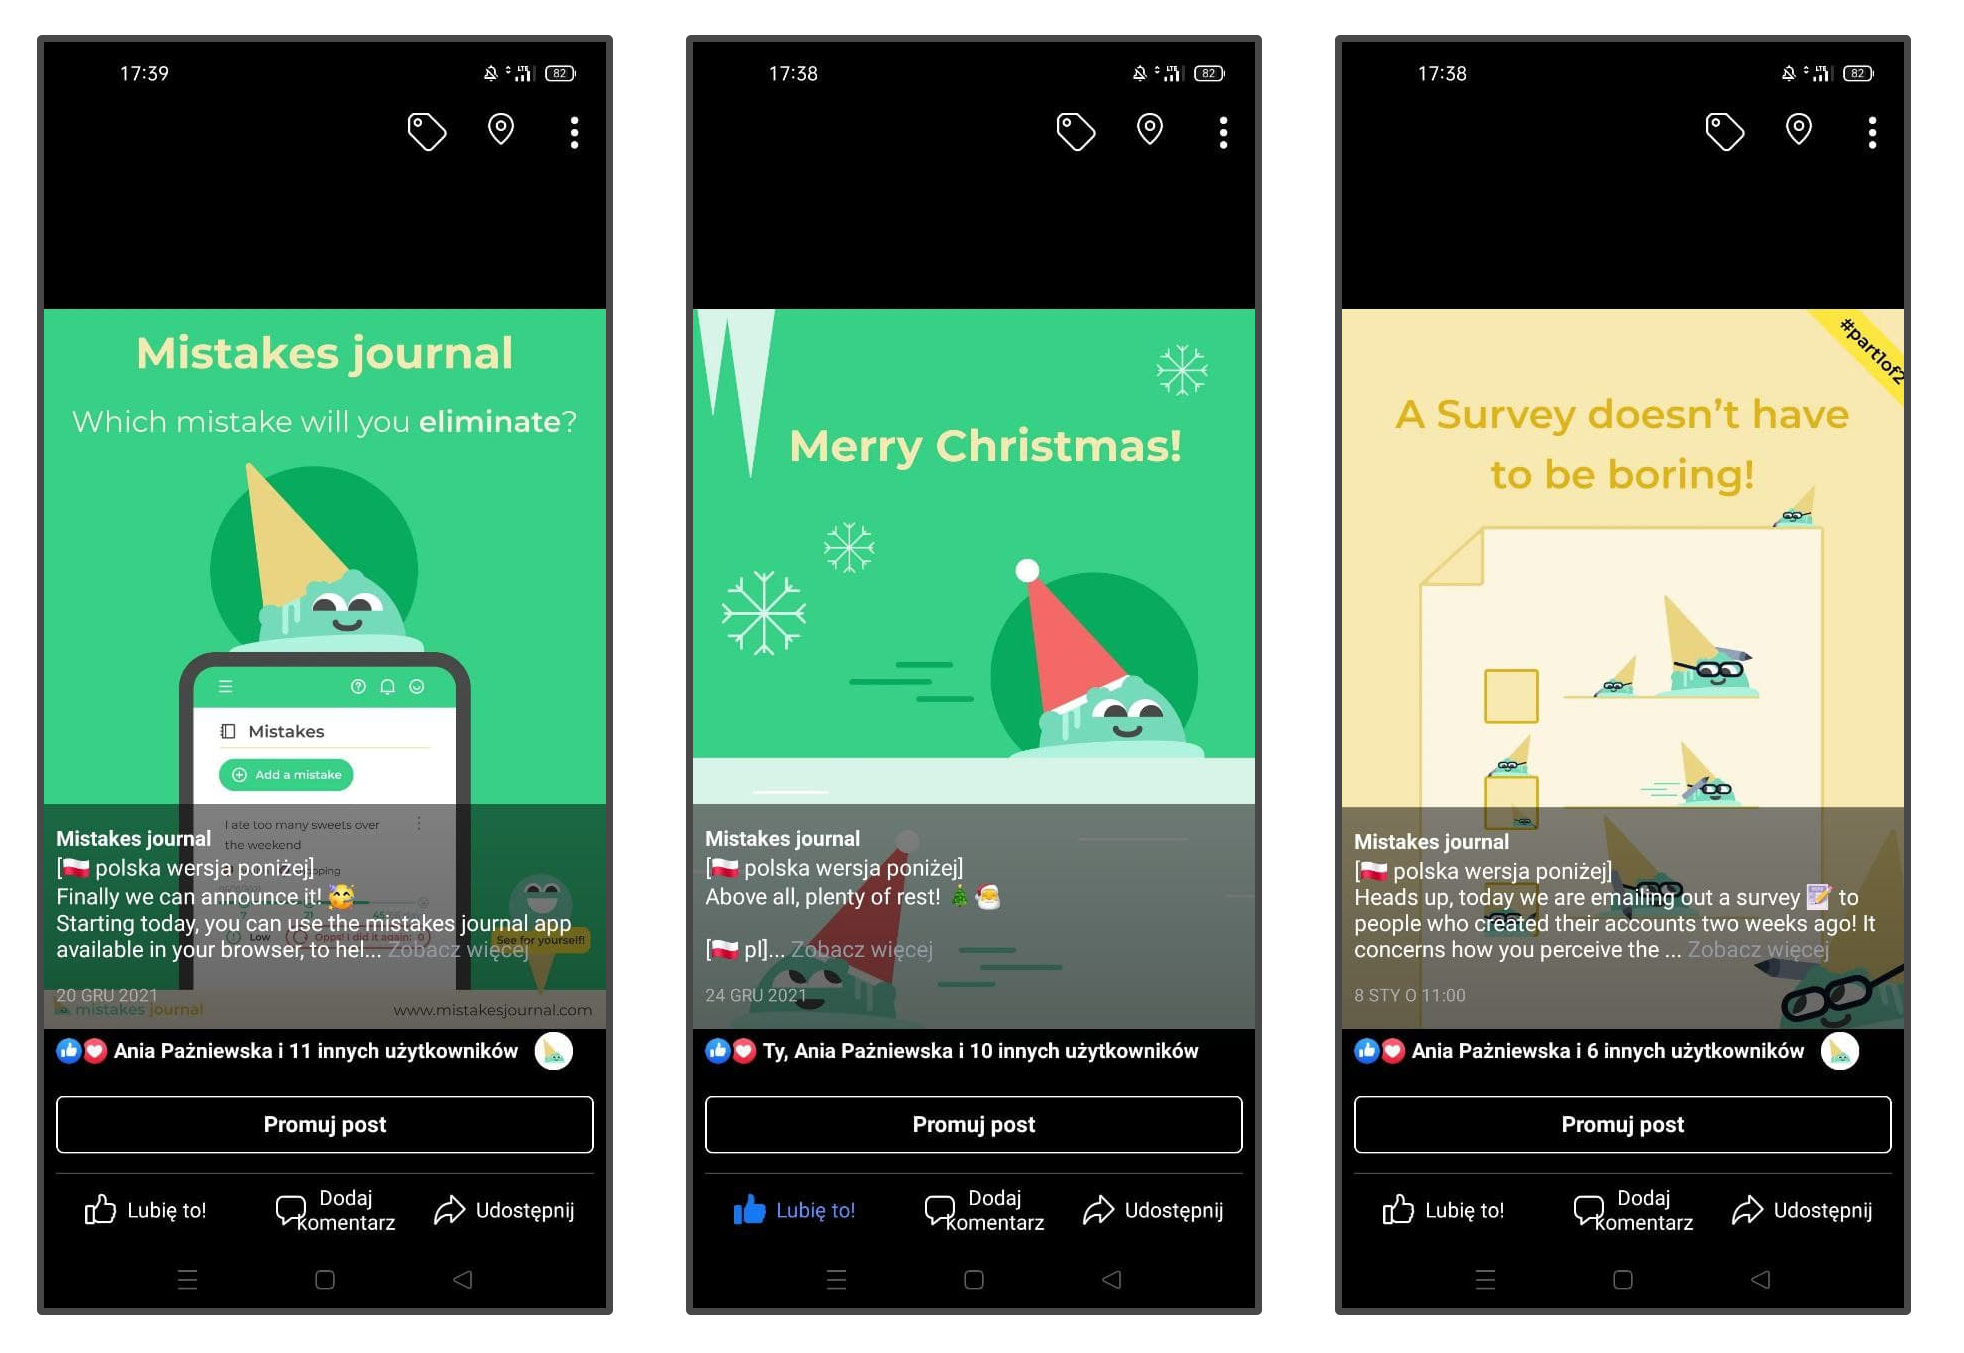 17:39
LTE 82
Mistakes journal
Which mistake will you eliminate?
Mistakes
Add a mistake
I ate too many sweets over
the weekend
Mistakes journal
[🇵🇱 polska wersja poniżej]
Finally we can announce it! 🥳
Starting today, you can use the mistakes journal app
available in your browser, to hel... Zobacz więcej
Low
Opps! I did it again: 0
See for yourself!
20 GRU 2021
mistakes journal
www.mistakesjournal.com
Ania Paźniewska i 11 innych użytkowników
Promuj post
Lubię to!
Dodaj
komentarz
Udostępnij
17:38
LTE 82
Merry Christmas!
Mistakes journal
[🇵🇱 polska wersja poniżej]
Above all, plenty of rest! 🎄🎅
[🇵🇱 pl]... Zobacz więcej
24 GRU 2021
Ty, Ania Paźniewska i 10 innych użytkowników
Promuj post
Lubię to!
Dodaj
komentarz
Udostępnij
17:38
LTE 82
#part1of2
A Survey doesn't have
to be boring!
Mistakes journal
[🇵🇱 polska wersja poniżej]
Heads up, today we are emailing out a survey 📝 to
people who created their accounts two weeks ago! It
concerns how you perceive the ... Zobacz więcej
8 STY O 11:00
Ania Paźniewska i 6 innych użytkowników
Promuj post
Lubię to!
Dodaj
komentarz
Udostępnij